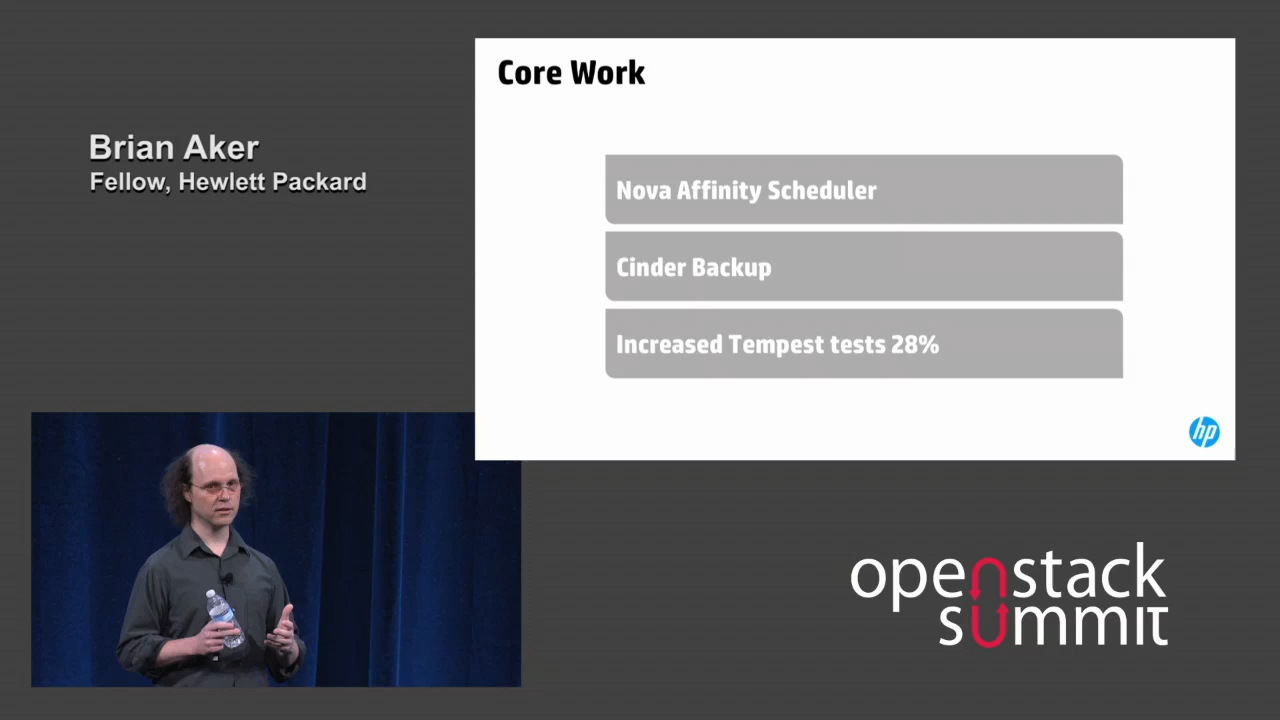 Brian Aker
Fellow, Hewlett Packard
Core Work
Nova Affinity Scheduler
Cinder Backup
Increased Tempest tests 28%
hp
openstack
summit